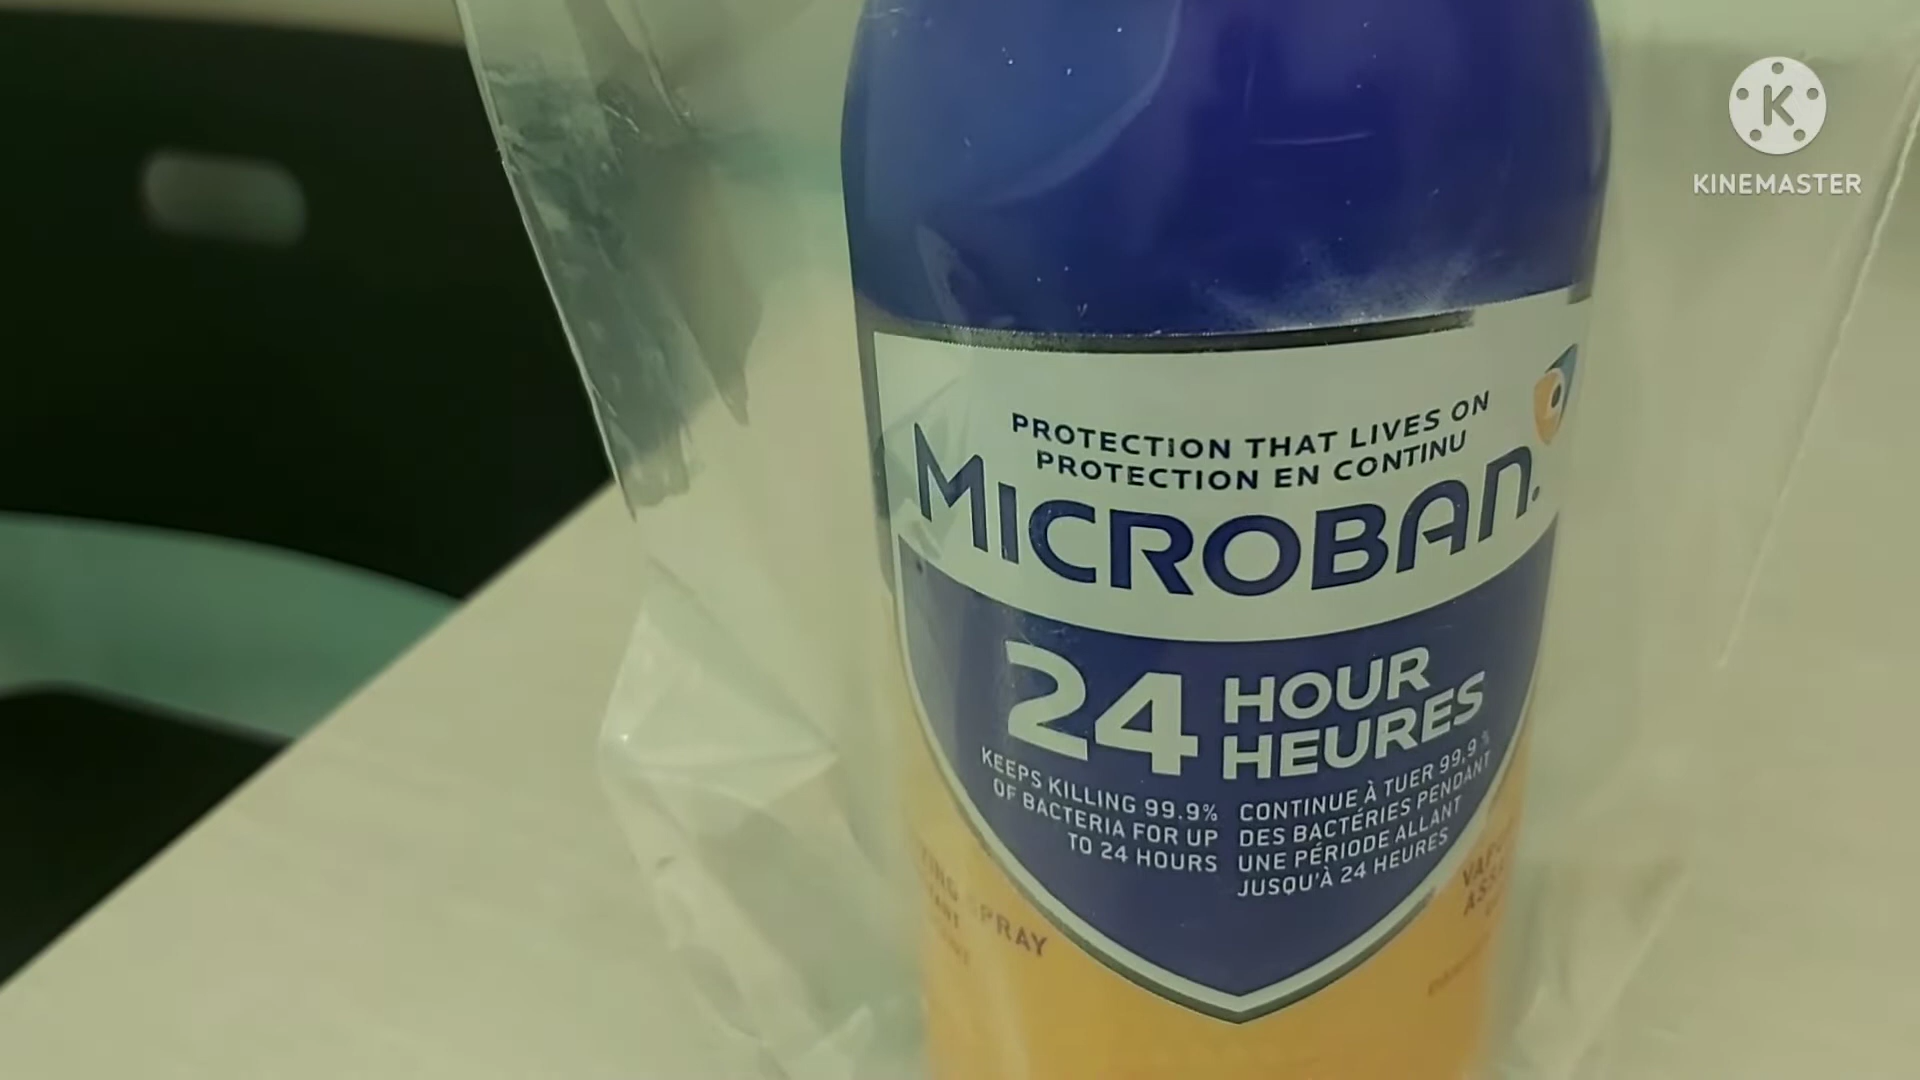 K
KINEMASTER
PROTECTION THAT LIVES ON
PROTECTION EN CONTINU
MICROBAN
24 HOUR
HEURES
KEEPS KILLING 99.9%
OF BACTERIA FOR UP
TO 24 HOURS
CONTINUE À TUER 99,9 %
DES BACTÉRIES PENDANT
UNE PÉRIODE ALLANT
JUSQU'À 24 HEURES
SPRAY